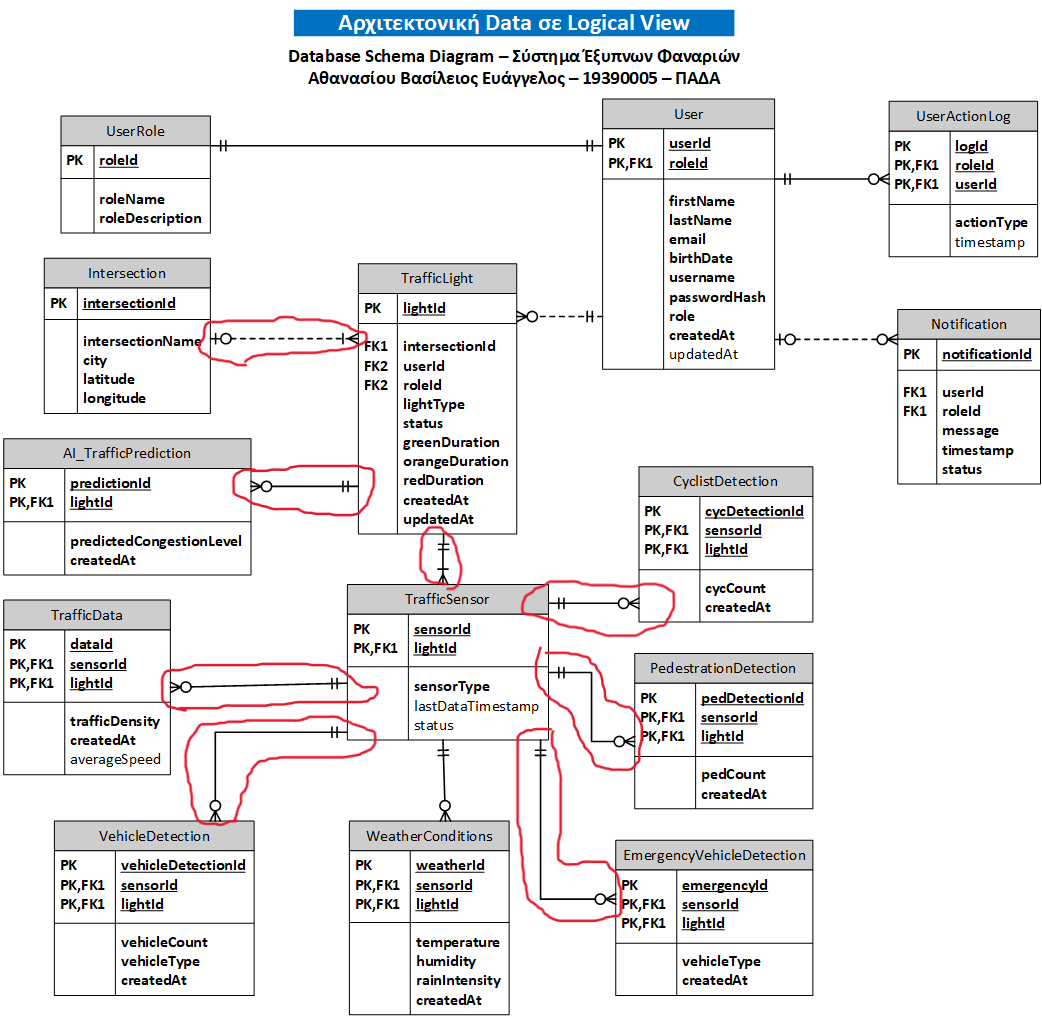 Αρχιτεκτονική Data σε Logical View
Database Schema Diagram – Σύστημα Έξυπνων Φαναριών
Αθανασίου Βασίλειος Ευάγγελος – 19390005 – ΠΑΔΑ
UserRole
PK roleId
roleName
roleDescription
User
PK userId
PK,FK1 roleId
firstName
lastName
email
birthDate
username
passwordHash
role
createdAt
updatedAt
UserActionLog
PK logId
PK,FK1 roleId
PK,FK1 userId
actionType
timestamp
Intersection
PK intersectionId
intersectionName
city
latitude
longitude
TrafficLight
PK lightId
FK1 intersectionId
FK2 userId
FK2 roleId
lightType
status
greenDuration
orangeDuration
redDuration
createdAt
updatedAt
Notification
PK notificationId
FK1 userId
FK1 roleId
message
timestamp
status
AI_TrafficPrediction
PK predictionId
PK,FK1 lightId
predictedCongestionLevel
createdAt
CyclistDetection
PK cycDetectionId
PK,FK1 sensorId
PK,FK1 lightId
cycCount
createdAt
TrafficData
PK dataId
PK,FK1 sensorId
PK,FK1 lightId
trafficDensity
createdAt
averageSpeed
TrafficSensor
PK sensorId
PK,FK1 lightId
sensorType
lastDataTimestamp
status
PedestrationDetection
PK pedDetectionId
PK,FK1 sensorId
PK,FK1 lightId
pedCount
createdAt
VehicleDetection
PK vehicleDetectionId
PK,FK1 sensorId
PK,FK1 lightId
vehicleCount
vehicleType
createdAt
WeatherConditions
PK weatherId
PK,FK1 sensorId
PK,FK1 lightId
temperature
humidity
rainIntensity
createdAt
EmergencyVehicleDetection
PK emergencyId
PK,FK1 sensorId
PK,FK1 lightId
vehicleType
createdAt